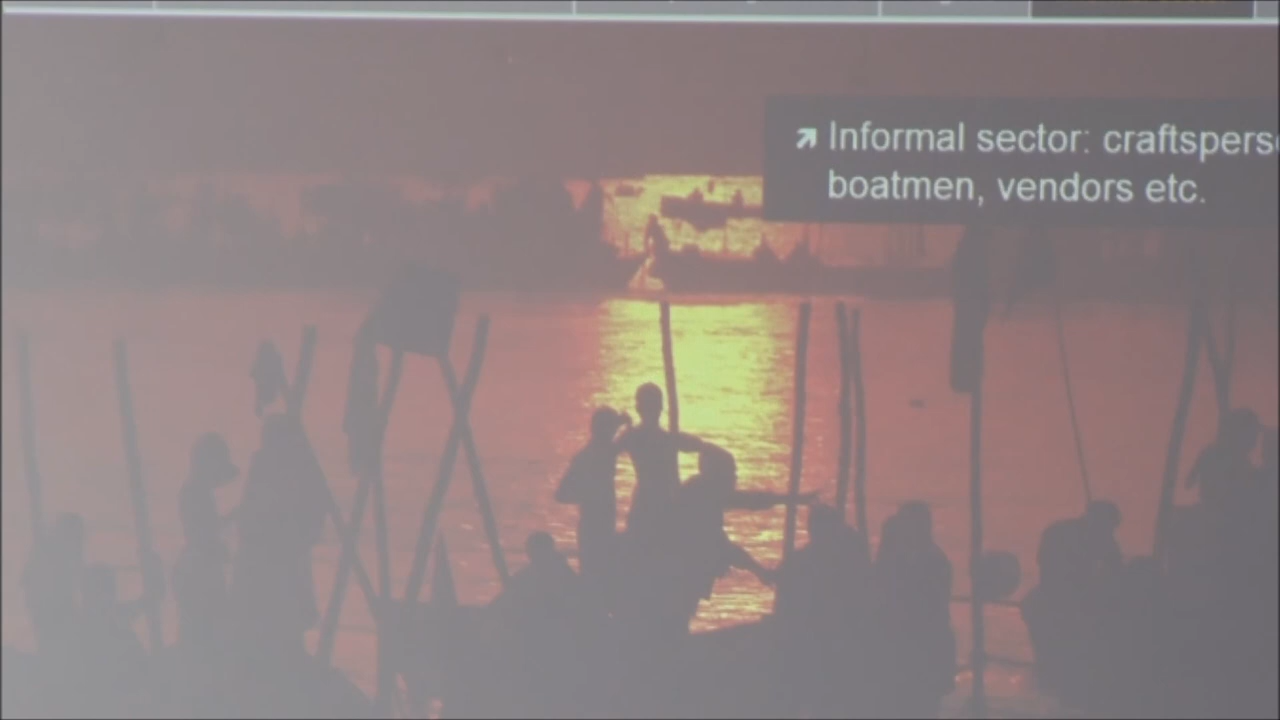 Informal sector: craftsperso
boatmen, vendors etc.